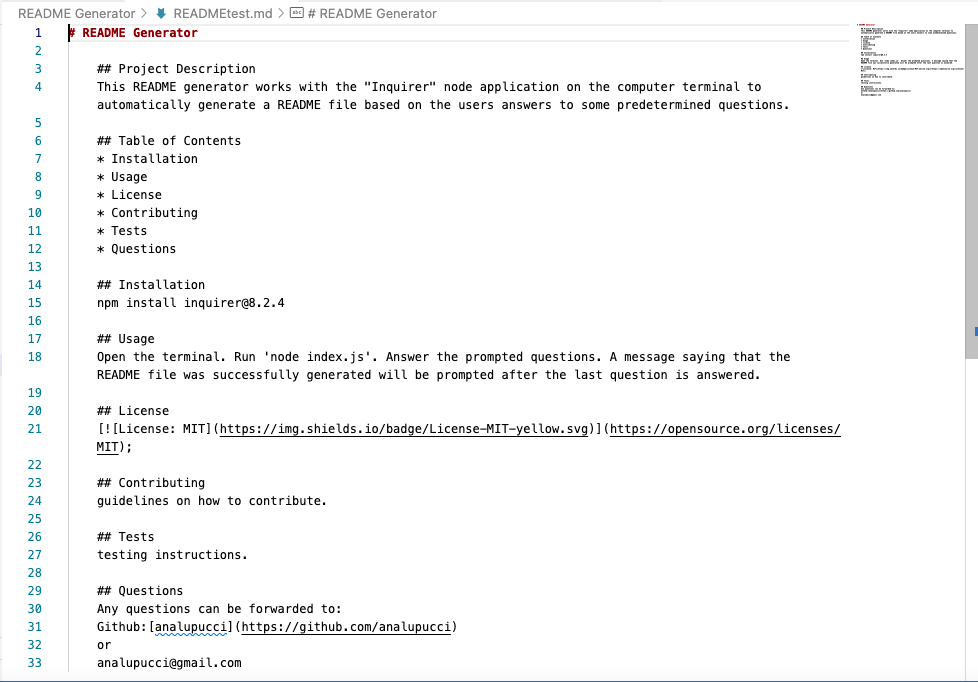 README Generator > READMEtest.md > abc # README Generator
1 # README Generator
2
3 ## Project Description
4 This README generator works with the "Inquirer" node application on the computer terminal to
automatically generate a README file based on the users answers to some predetermined questions.
5
6 ## Table of Contents
7 * Installation
8 * Usage
9 * License
10 * Contributing
11 * Tests
12 * Questions
13
14 ## Installation
15 npm install inquirer@8.2.4
16
17 ## Usage
18 Open the terminal. Run 'node index.js'. Answer the prompted questions. A message saying that the
README file was successfully generated will be prompted after the last question is answered.
19
20 ## License
21 [![License: MIT](https://img.shields.io/badge/License-MIT-yellow.svg)](https://opensource.org/licenses/
MIT);
22
23 ## Contributing
24 guidelines on how to contribute.
25
26 ## Tests
27 testing instructions.
28
29 ## Questions
30 Any questions can be forwarded to:
31 Github:[analupucci](https://github.com/analupucci)
32 or
33 analupucci@gmail.com